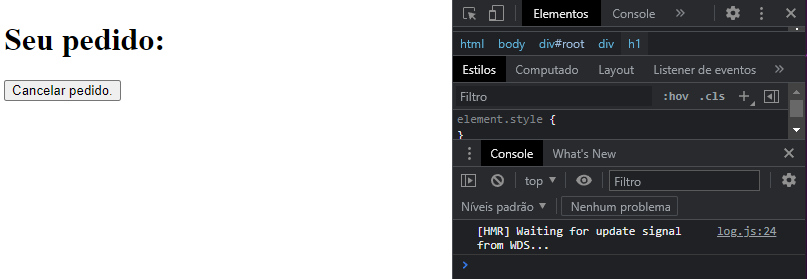 Seu pedido:
Cancelar pedido.
Elementos Console »
html body div#root div h1
Estilos Computado Layout Listener de eventos »
Filtro :hov .cls +
element.style {
}
Console What's New
top ▼ Filtro
Níveis padrão ▼ Nenhum problema
[HMR] Waiting for update signal log.js:24
from WDS...
>